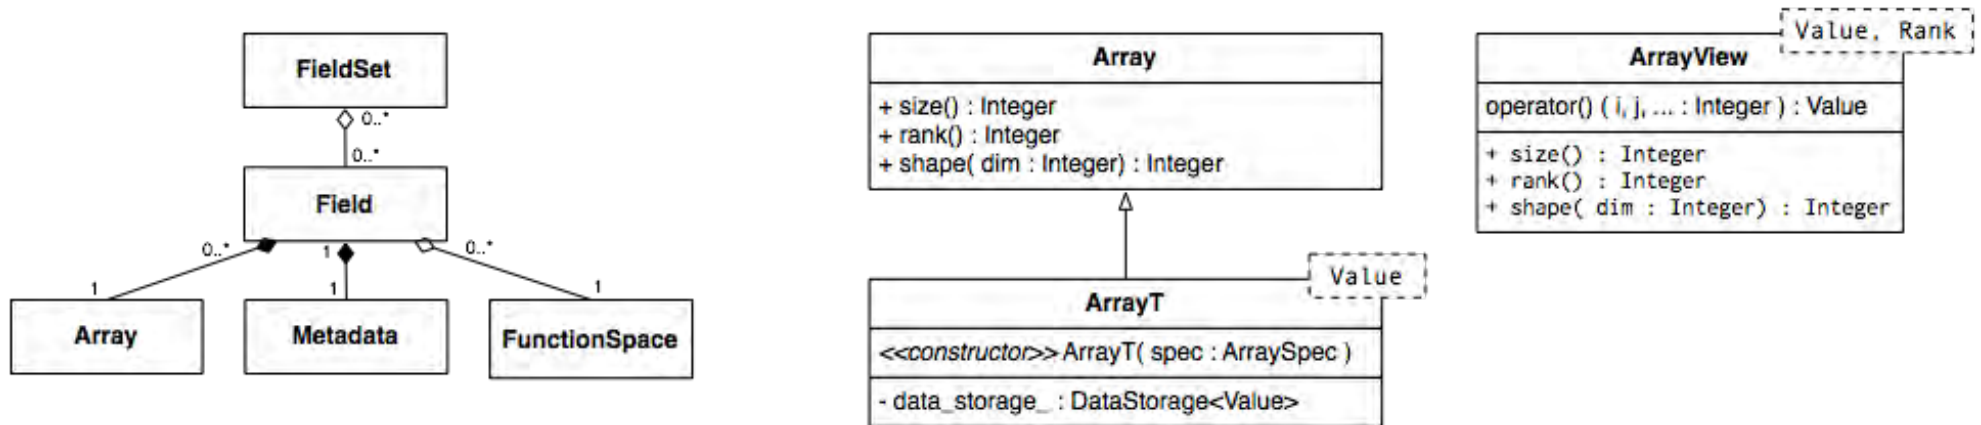 FieldSet
0..*
0..*
Field
0..*
1
0..*
1
1
1
Array
Metadata
FunctionSpace
Array
+ size() : Integer
+ rank() : Integer
+ shape( dim : Integer) : Integer
Value
ArrayT
<<constructor>> ArrayT( spec : ArraySpec )
- data_storage_ : DataStorage<Value>
Value, Rank
ArrayView
operator() ( i, j, ... : Integer ) : Value
+ size() : Integer
+ rank() : Integer
+ shape( dim : Integer) : Integer